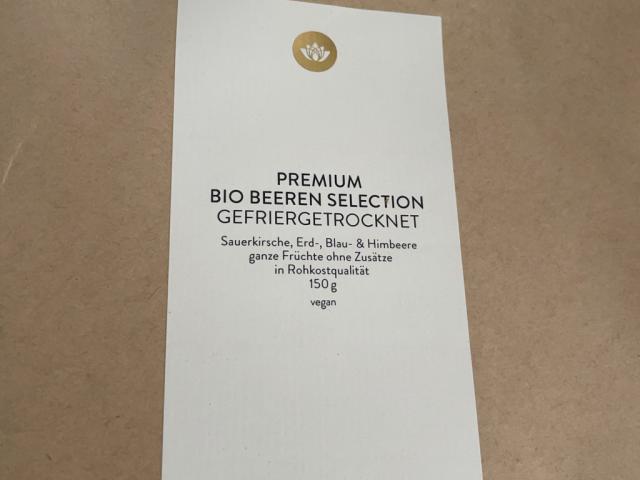 PREMIUM
BIO BEEREN SELECTION
GEFRIERGETROCKNET
Sauerkirsche, Erd-, Blau- & Himbeere
ganze Früchte ohne Zusätze
in Rohkostqualität
150 g
vegan